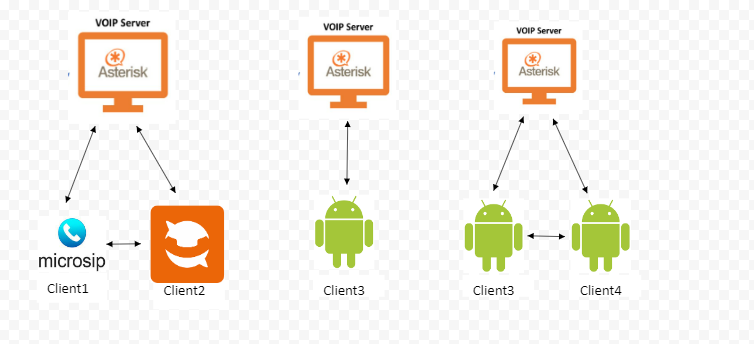 VOIP Server
Asterisk
microsip
Client1
Client2
VOIP Server
Asterisk
Client3
VOIP Server
Asterisk
Client3
Client4